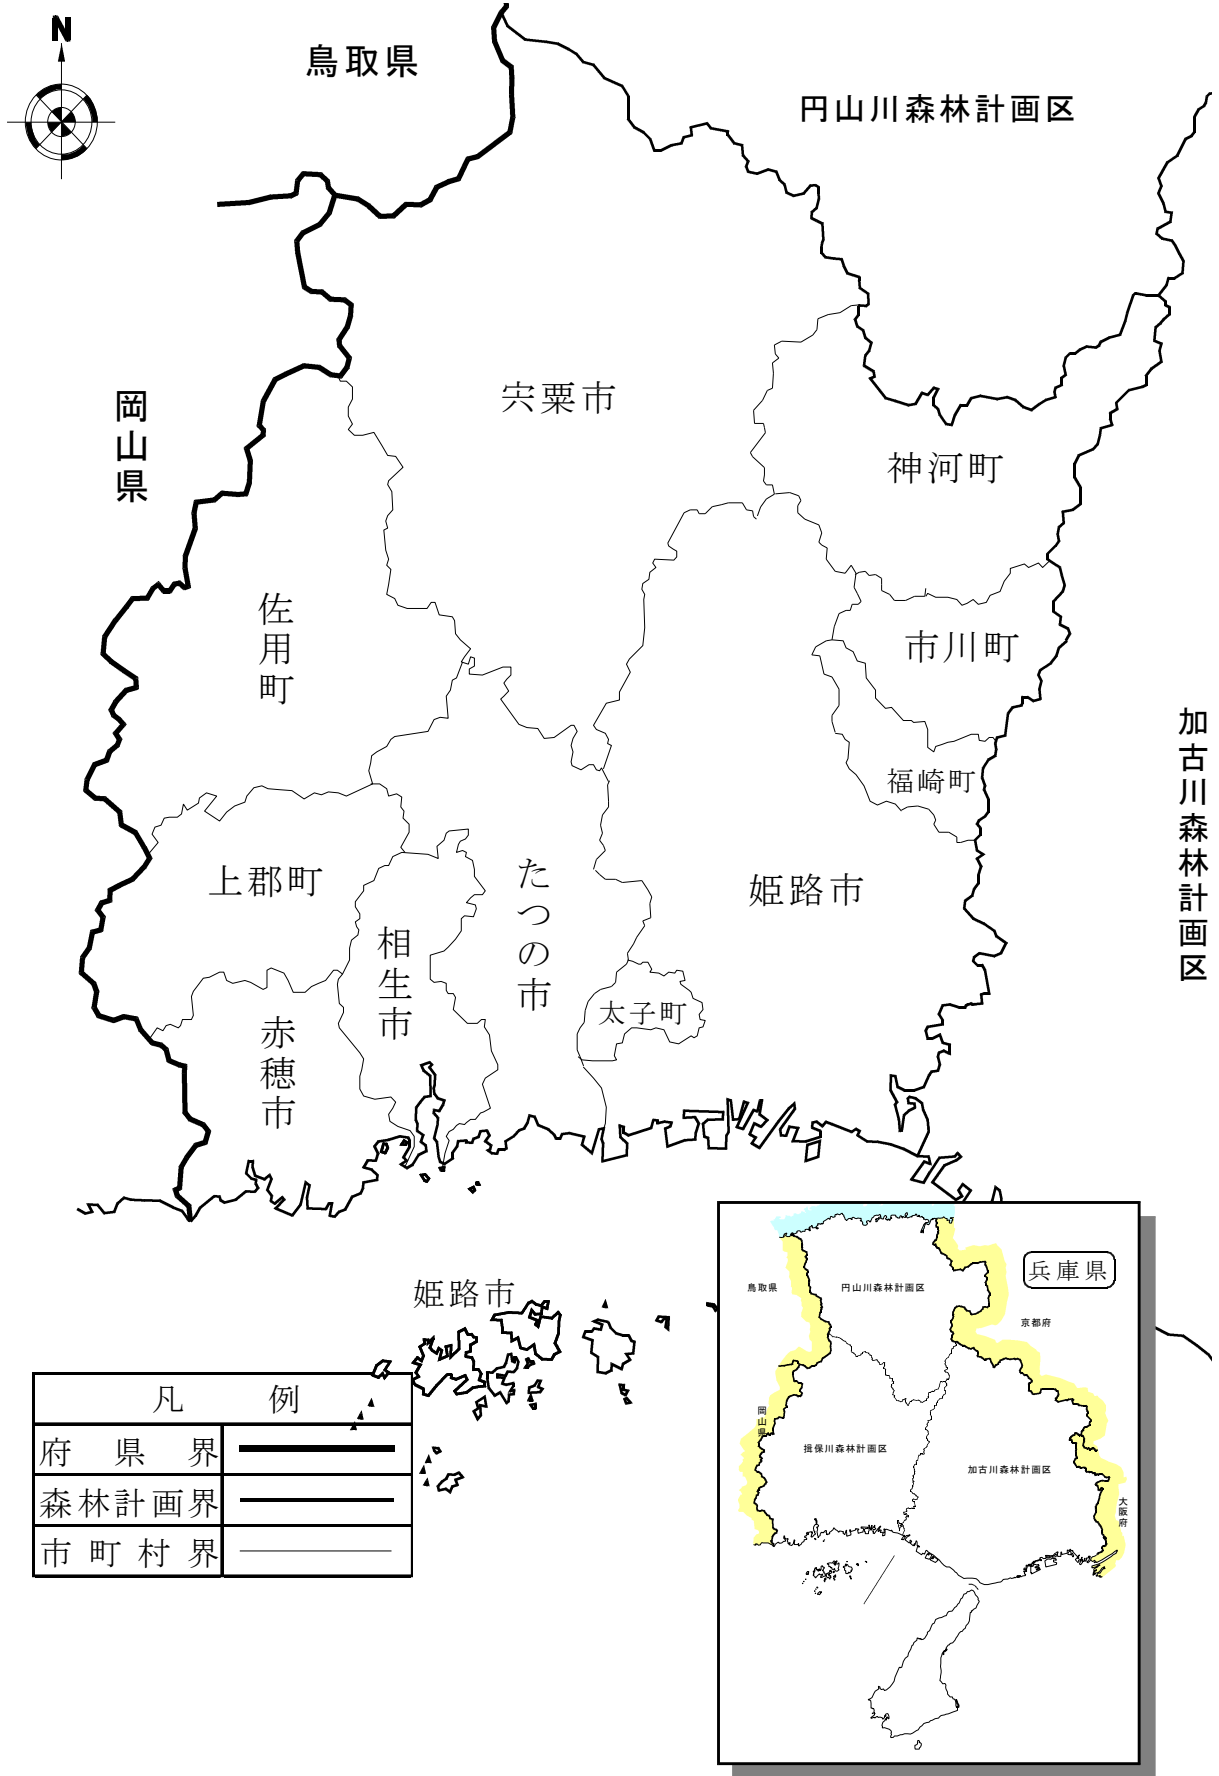 N
鳥取県
円山川森林計画区
岡山県
宍粟市
神河町
佐用町
市川町
加古川森林計画区
福崎町
上郡町
たつの市
姫路市
相生市
太子町
赤穂市
姫路市
凡例
府県界
森林計画界
市町村界
兵庫県
鳥取県
円山川森林計画区
京都府
岡山県
揖保川森林計画区
加古川森林計画区
大阪府